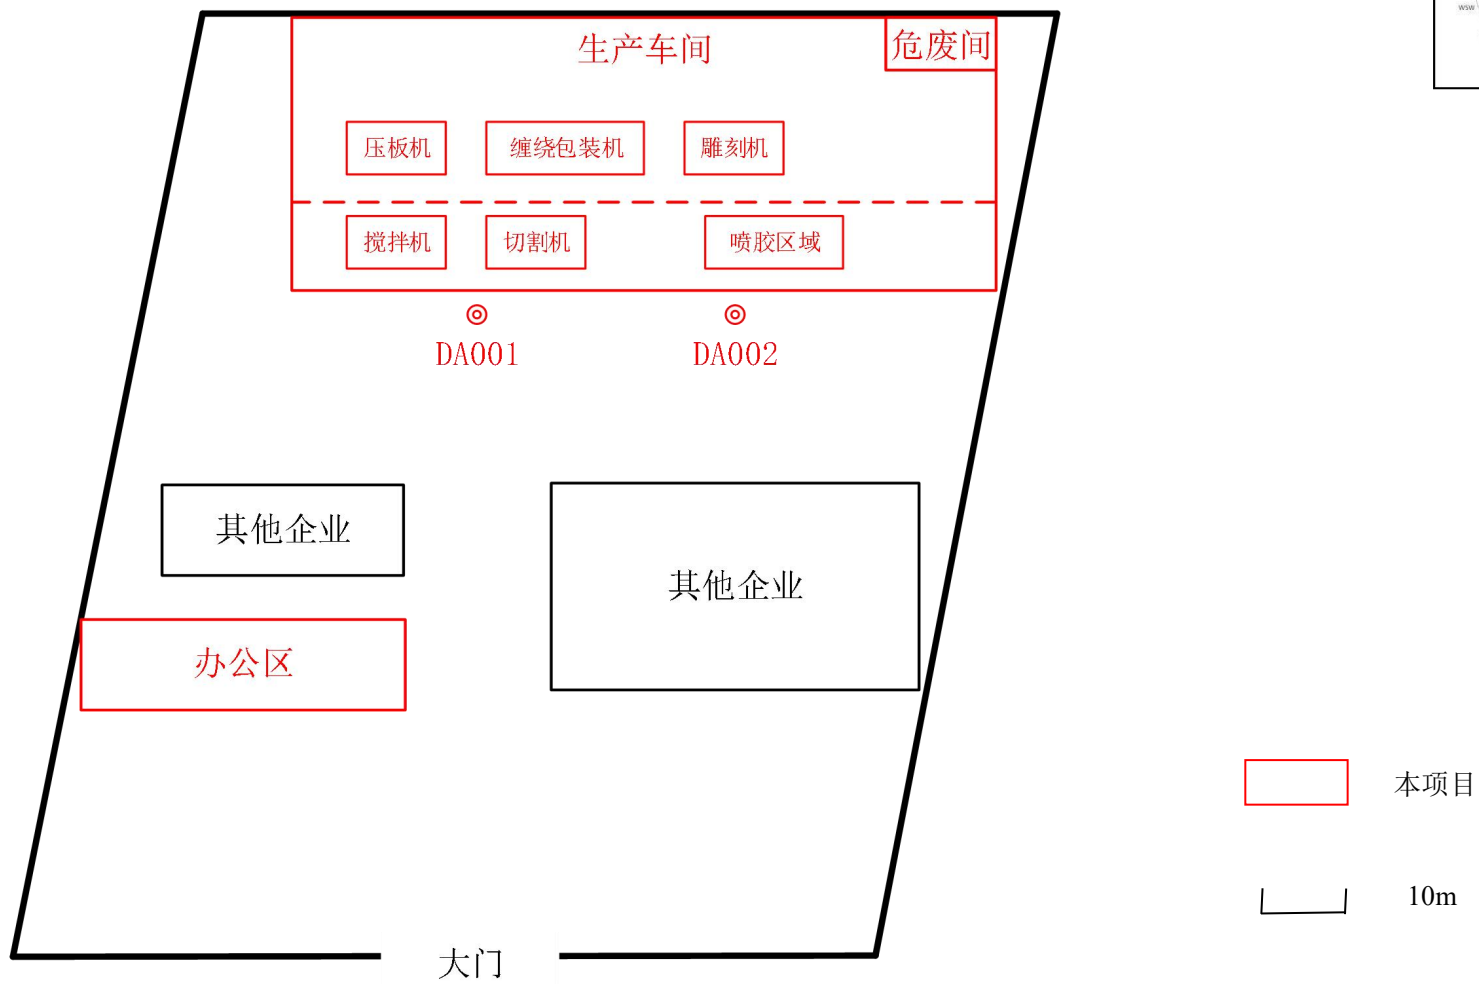 wsw
生产车间
危废间
压板机
缠绕包装机
雕刻机
搅拌机
切割机
喷胶区域
DA001
DA002
其他企业
其他企业
办公区
本项目
10m
大门